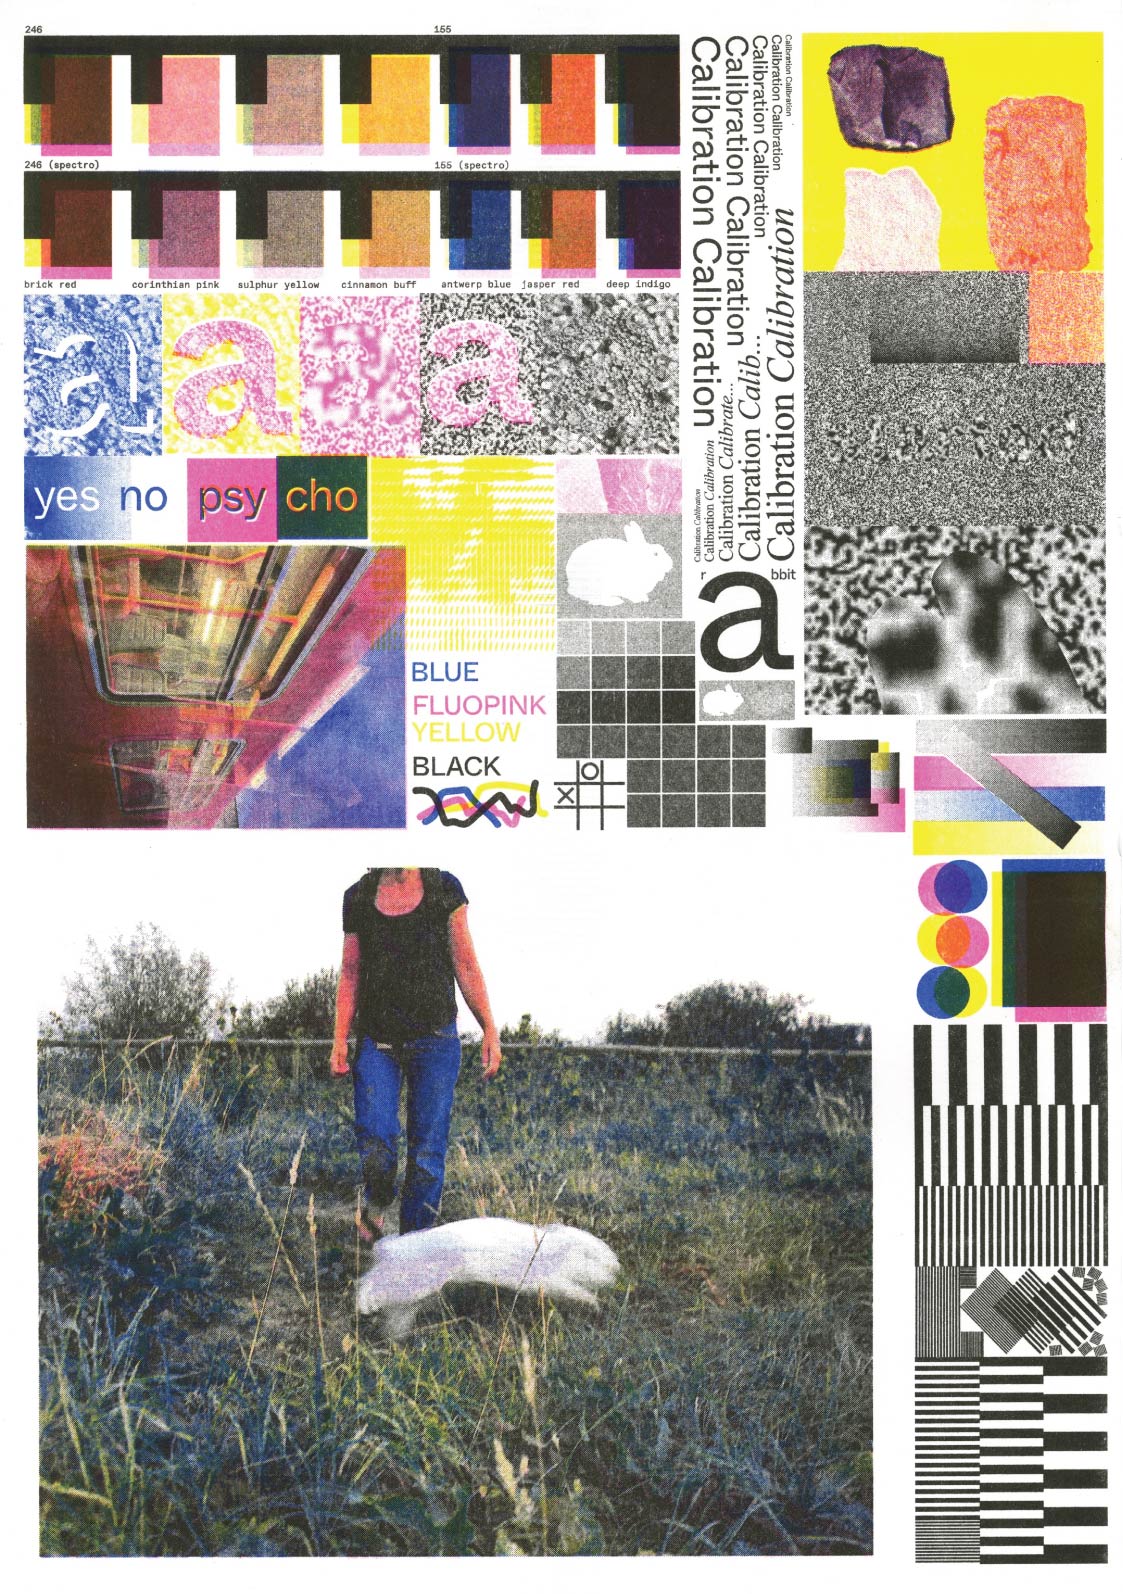 246
155
246 (spectro)
155 (spectro)
brick red
corinthian pink
sulphur yellow
cinnamon buff
antwerp blue
jasper red
deep indigo
a
a
a
a
yes no
psy cho
BLUE
FLUOPINK
YELLOW
BLACK
O
X
Calibration Calibration
Calibration Calibration
Calibration Calibration
Calibration Calibration
Calibration Calibration
Calibration Calibration
Calibration Calibration
Calibration Calibrate...
Calibration Calib...
Calibration Calibration
r
a
bbit